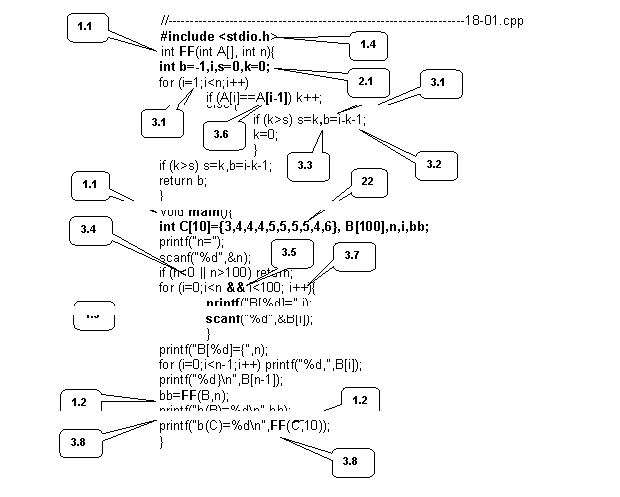 //-----------------------------------------------------------------------18-01.cpp
1.1
#include <stdio.h>
1.4
int FF(int A[], int n){
int b=-1,i,s=0,k=0;
2.1
for (i=1;i<n;i++)
3.1
if (A[i]==A[i-1]) k++;
3.1
if (k>s) s=k,b=i-k-1;
3.6
k=0;
}
3.3
3.2
if (k>s) s=k,b=i-k-1;
return b;
1.1
22
}
void main(){
int C[10]={3,4,4,4,5,5,5,5,4,6}, B[100],n,i,bb;
3.4
printf("n=");
3.5
scanf("%d",&n);
3.7
if (n<0 || n>100) return;
for (i=0;i<n && i<100; i++){
printf("B[%d]=",i);
scanf("%d",&B[i]);
}
printf("B[%d]={",n);
for (i=0;i<n-1;i++) printf("%d,",B[i]);
printf("%d}\n",B[n-1]);
bb=FF(B,n);
1.2
1.2
printf("b(B)=%d\n",bb);
printf("b(C)=%d\n",FF(C,10));
3.8
}
3.8